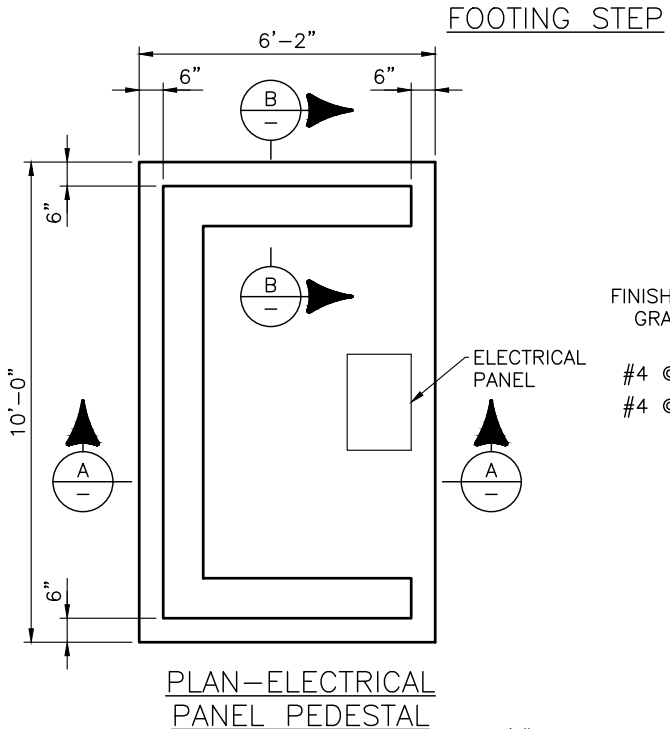 FOOTING STEP
6'-2"
6"
6"
B
-
6"
B
-
FINISH
GRA
ELECTRICAL
PANEL
#4 @
#4 @
10'-0"
A
-
A
-
6"
PLAN-ELECTRICAL
PANEL PEDESTAL